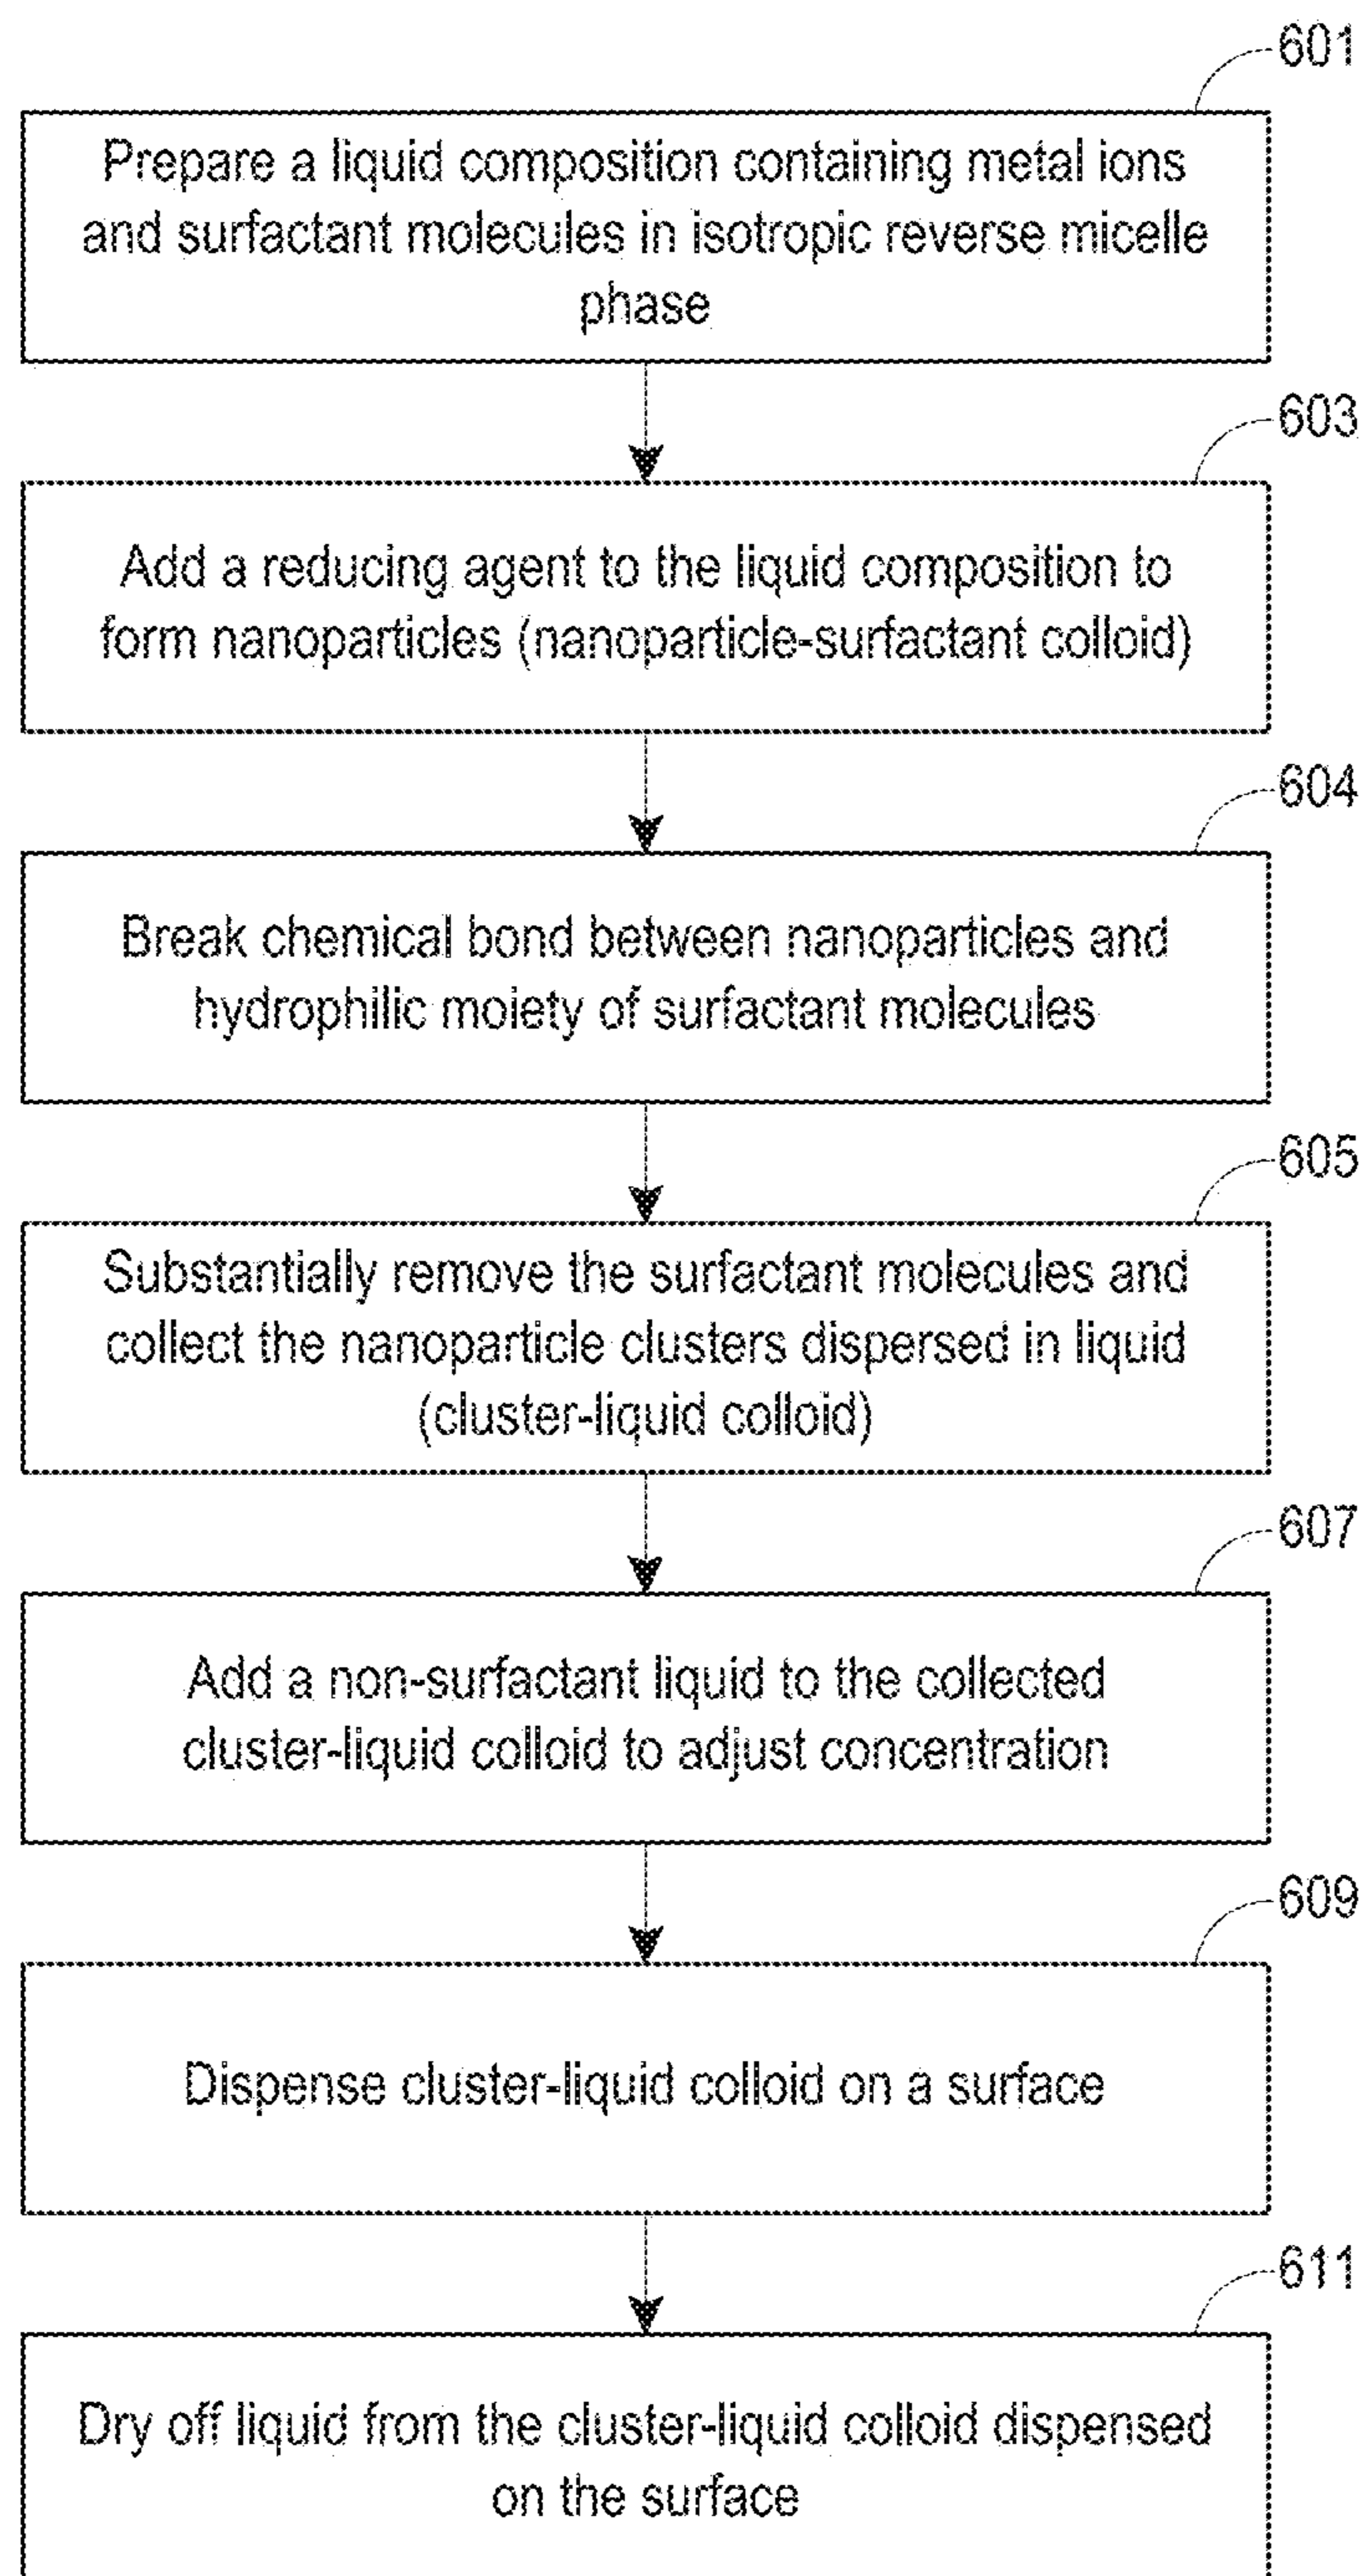 601
Prepare a liquid composition containing metal ions
and surfactant molecules in isotropic reverse micelle
phase
603
Add a reducing agent to the liquid composition to
form nanoparticles (nanoparticle-surfactant colloid)
604
Break chemical bond between nanoparticles and
hydrophilic moiety of surfactant molecules
605
Substantially remove the surfactant molecules and
collect the nanoparticle clusters dispersed in liquid
(cluster-liquid colloid)
607
Add a non-surfactant liquid to the collected
cluster-liquid colloid to adjust concentration
609
Dispense cluster-liquid colloid on a surface
611
Dry off liquid from the cluster-liquid colloid dispensed
on the surface